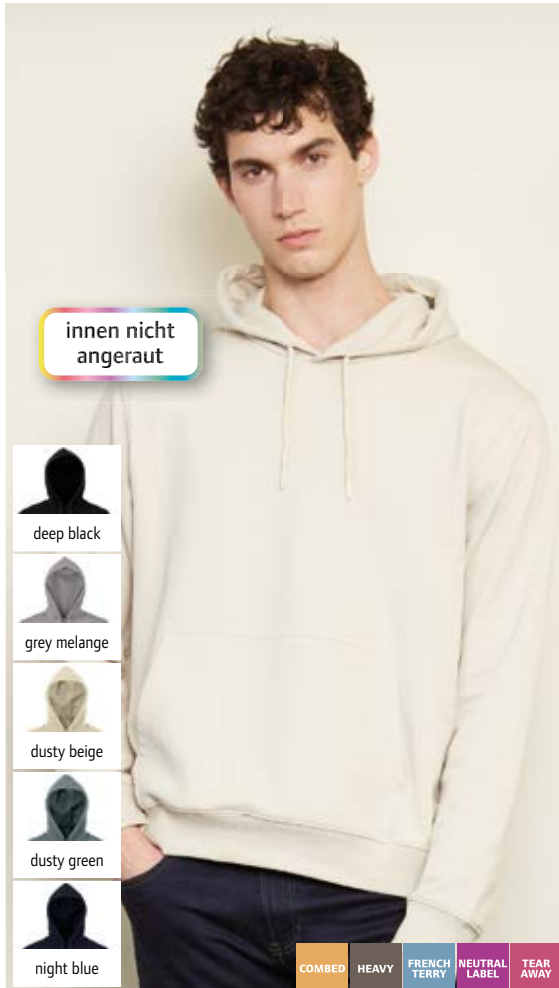 innen nicht
angeraut
deep black
grey melange
dusty beige
dusty green
night blue
COMBED
HEAVY
FRENCH
TERRY
NEUTRAL
LABEL
TEAR
AWAY